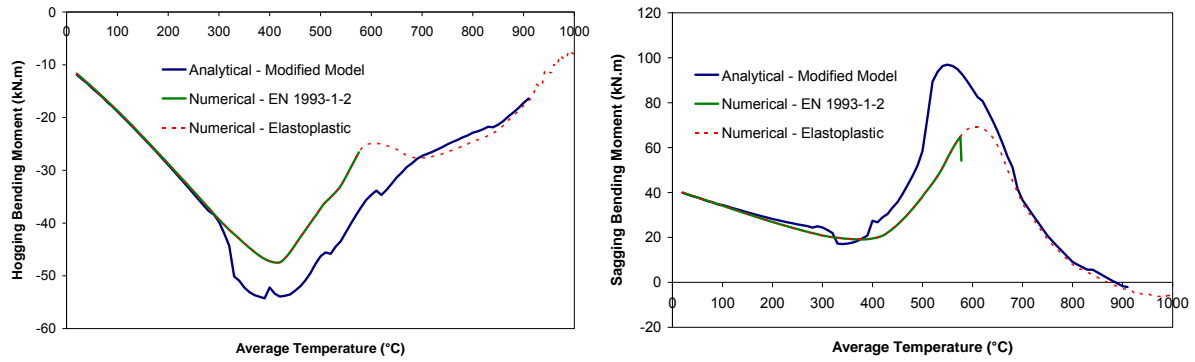 Hogging Bending Moment (kN.m)
0
-10
-20
-30
-40
-50
-60
0 100 200 300 400 500 600 700 800 900 1000
Analytical - Modified Model
Numerical - EN 1993-1-2
Numerical - Elastoplastic
Average Temperature (°C)
Sagging Bending Moment (kN.m)
120
100
80
60
40
20
0
-20
Analytical - Modified Model
Numerical - EN 1993-1-2
Numerical - Elastoplastic
0 100 200 300 400 500 600 700 800 900 1000
Average Temperature (°C)